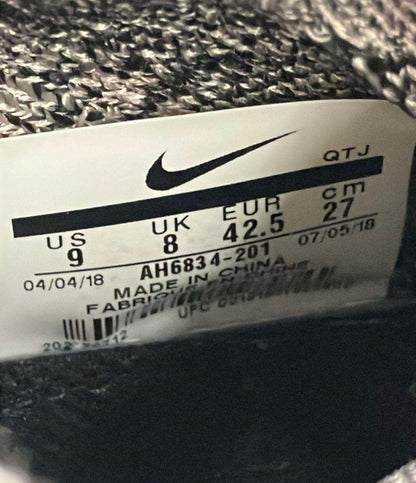 QTJ
US UK EUR cm
9 8 42.5 27
04/04/18 AH6834-201 07/05/18
MADE IN CHINA